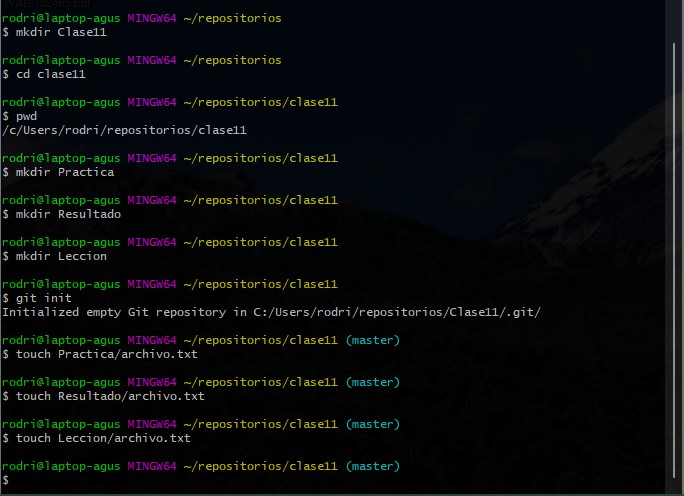 WAL-182465.pdf
rodri@laptop-agus MINGW64 ~/repositorios
$ mkdir Clase11
rodri@laptop-agus MINGW64 ~/repositorios
$ cd clase11
rodri@laptop-agus MINGW64 ~/repositorios/clase11
$ pwd
/c/Users/rodri/repositorios/clase11
rodri@laptop-agus MINGW64 ~/repositorios/clase11
$ mkdir Practica
rodri@laptop-agus MINGW64 ~/repositorios/clase11
$ mkdir Resultado
rodri@laptop-agus MINGW64 ~/repositorios/clase11
$ mkdir Leccion
rodri@laptop-agus MINGW64 ~/repositorios/clase11
$ git init
Initialized empty Git repository in C:/Users/rodri/repositorios/Clase11/.git/
rodri@laptop-agus MINGW64 ~/repositorios/clase11 (master)
$ touch Practica/archivo.txt
rodri@laptop-agus MINGW64 ~/repositorios/clase11 (master)
$ touch Resultado/archivo.txt
rodri@laptop-agus MINGW64 ~/repositorios/clase11 (master)
$ touch Leccion/archivo.txt
rodri@laptop-agus MINGW64 ~/repositorios/clase11 (master)
$